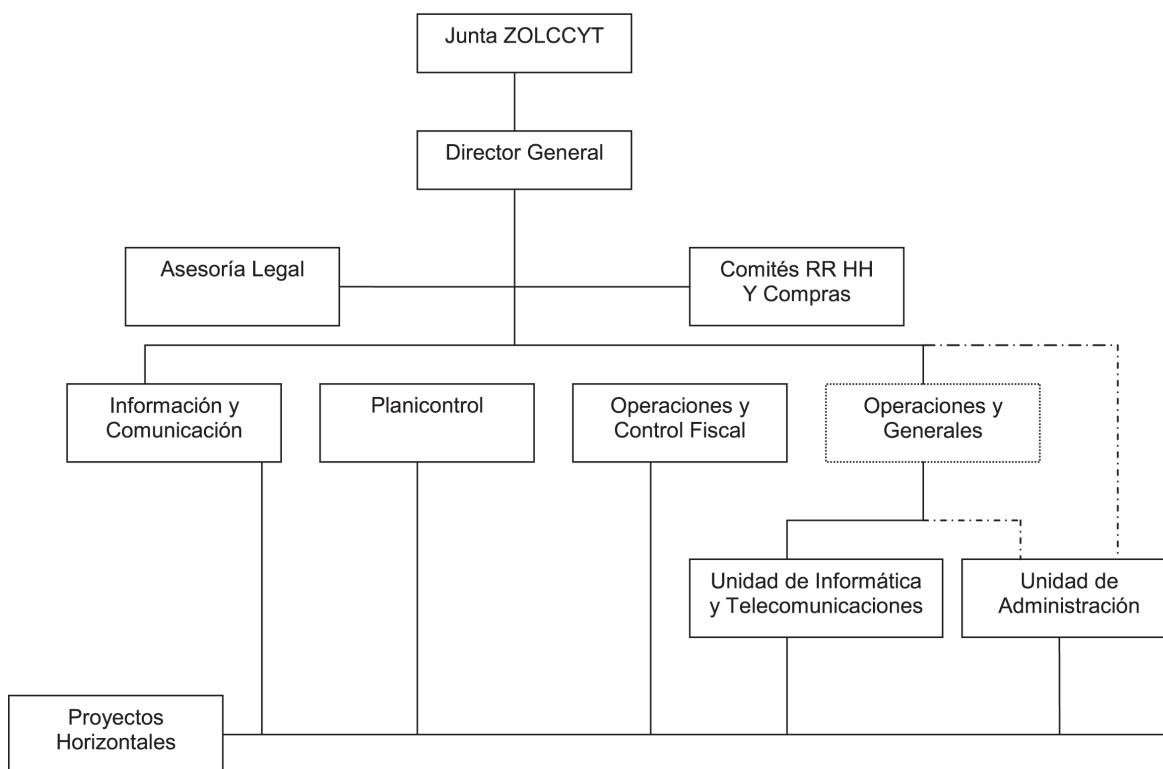 Junta ZOLCCYT
Director General
Asesoría Legal
Comités RR HH
Y Compras
Información y
Comunicación
Planicontrol
Operaciones y
Control Fiscal
Operaciones y
Generales
Unidad de Informática
y Telecomunicaciones
Unidad de
Administración
Proyectos
Horizontales